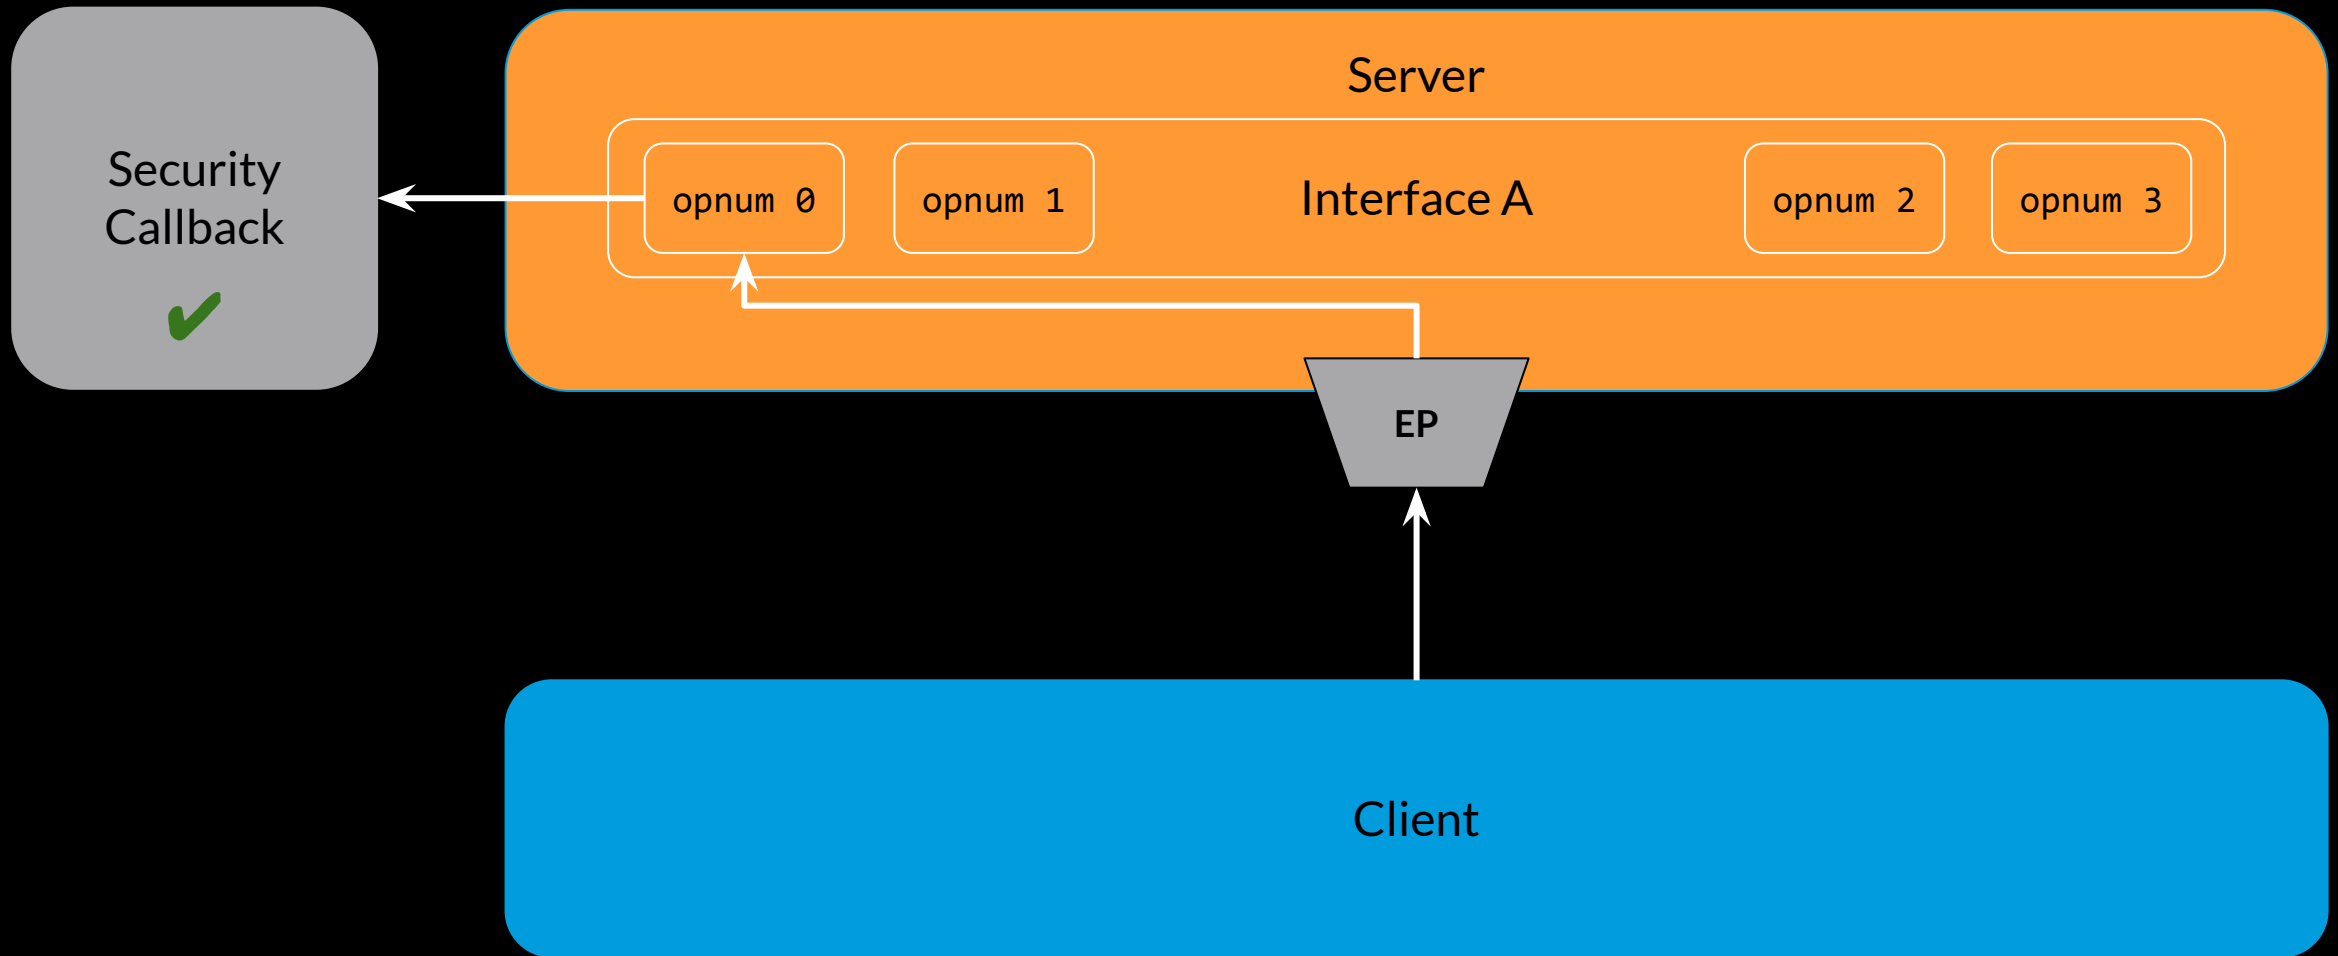 Server
Security
Callback
opnum 0
opnum 1
Interface A
opnum 2
opnum 3
EP
Client